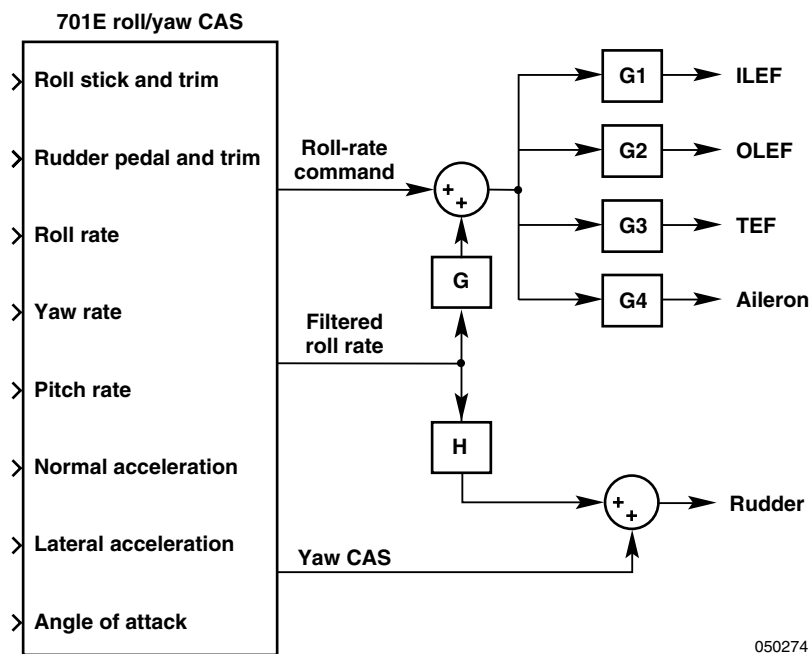 701E roll/yaw CAS
Roll stick and trim
Rudder pedal and trim
Roll rate
Yaw rate
Pitch rate
Normal acceleration
Lateral acceleration
Angle of attack
Roll-rate
command
+
+
G
Filtered
roll rate
H
Yaw CAS
+
+
G1
ILEF
G2
OLEF
G3
TEF
G4
Aileron
Rudder
050274